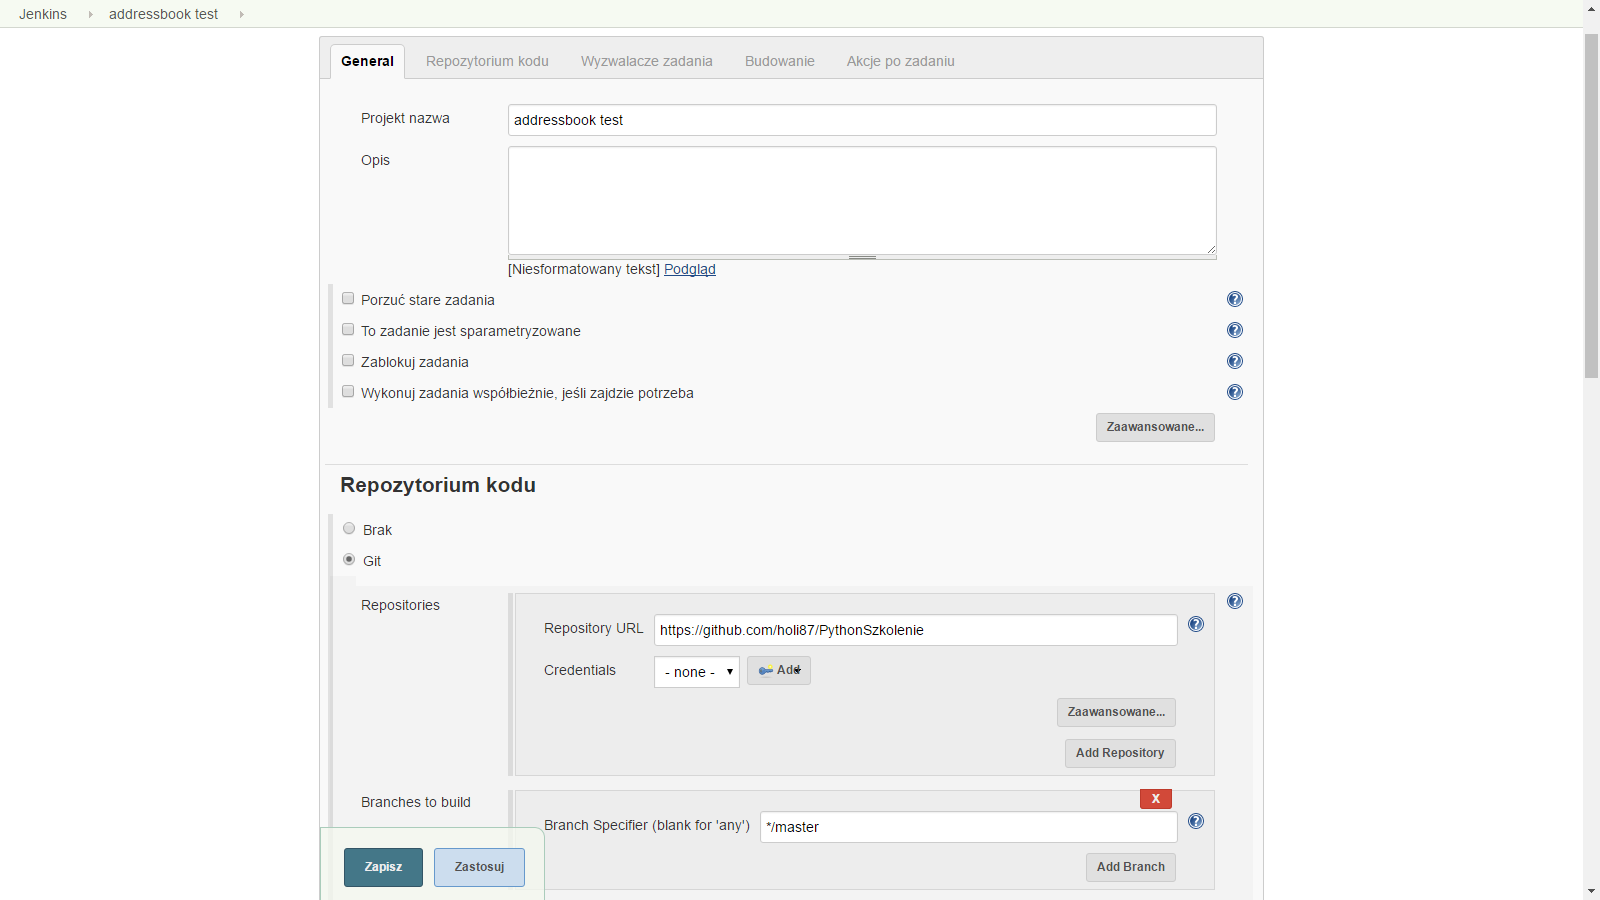 Jenkins addressbook test
General Repozytorium kodu Wyzwalacze zadania Budowanie Akcje po zadaniu
Projekt nazwa addressbook test
Opis
[Niesformatowany tekst] Podgląd
Porzuć stare zadania
To zadanie jest sparametryzowane
Zablokuj zadania
Wykonuj zadania współbieżnie, jeśli zajdzie potrzeba
Zaawansowane...
Repozytorium kodu
Brak
Git
Repositories
Repository URL https://github.com/holi87/PythonSzkolenie
Credentials - none - Add
Zaawansowane...
Add Repository
Branches to build
X
Branch Specifier (blank for 'any') */master
Add Branch
Zapisz Zastosuj